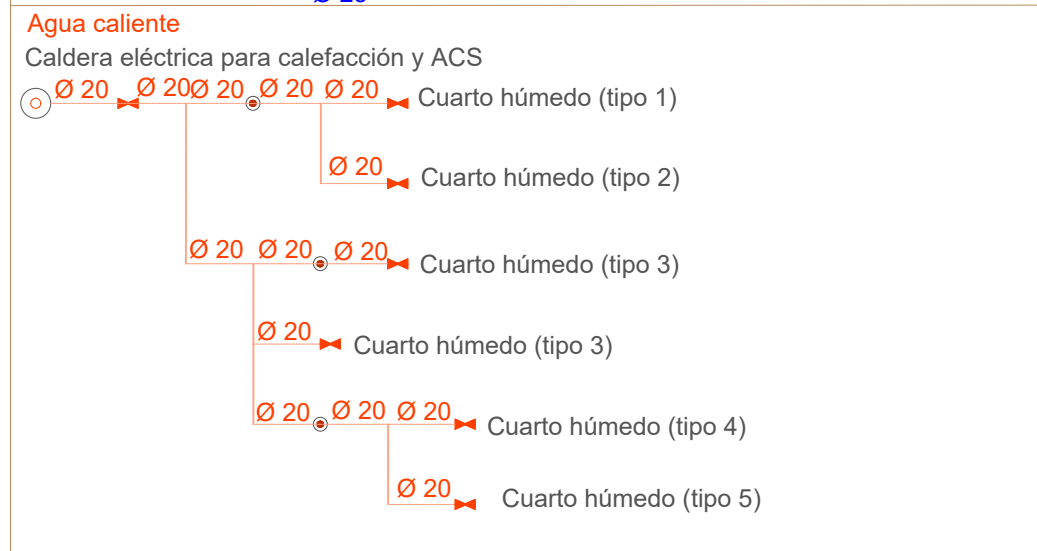 Ø 20
Agua caliente
Caldera eléctrica para calefacción y ACS
Ø 20 Ø 20 Ø 20 Ø 20 Ø 20 Cuarto húmedo (tipo 1)
Ø 20 Cuarto húmedo (tipo 2)
Ø 20 Ø 20 Ø 20 Cuarto húmedo (tipo 3)
Ø 20 Cuarto húmedo (tipo 3)
Ø 20 Ø 20 Ø 20 Cuarto húmedo (tipo 4)
Ø 20 Cuarto húmedo (tipo 5)